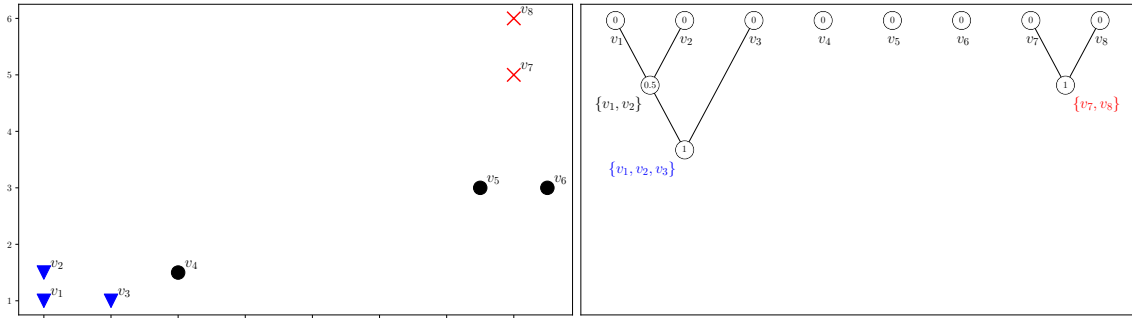 6
5
3
2
1
v8
v7
v5
v6
v2
v4
v1
v3
0 0 0 0 0 0 0 0
v1 v2 v3 v4 v5 v6 v7 v8
0.5 1
{v1, v2} {v7, v8}
1
{v1, v2, v3}